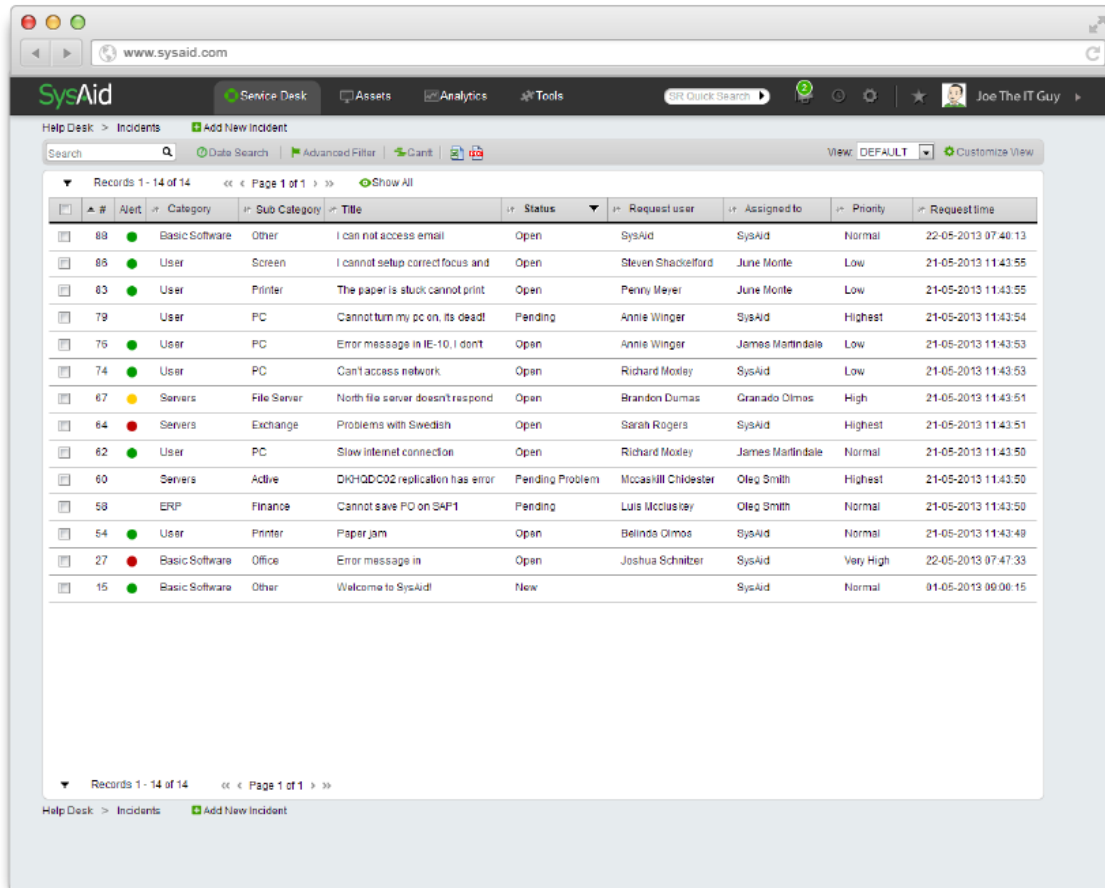 www.sysaid.com
SysAid Service Desk Assets Analytics Tools SR Quick Search 2 Joe The IT Guy
Help Desk > Incidents Add New Incident
Search Date Search Advanced Filter Gantt View: DEFAULT Customize View
Records 1 - 14 of 14 Page 1 of 1 Show All
# Alert Category Sub Category Title Status Request user Assigned to Priority Request time
88 Basic Software Other I can not access email Open SysAid SysAid Normal 22-05-2013 07:40:13
86 User Screen I cannot setup correct focus and Open Steven Shackelford June Monte Low 21-05-2013 11:43:55
83 User Printer The paper is stuck cannot print Open Penny Meyer June Monte Low 21-05-2013 11:43:55
79 User PC Cannot turn my pc on, its dead! Pending Annie Winger SysAid Highest 21-05-2013 11:43:54
76 User PC Error message in IE-10, I don't Open Annie Winger James Martindale Low 21-05-2013 11:43:53
74 User PC Can't access network Open Richard Moxley SysAid Low 21-05-2013 11:43:53
67 Servers File Server North file server doesn't respond Open Brandon Dumas Granado Olmos High 21-05-2013 11:43:51
64 Servers Exchange Problems with Swedish Open Sarah Rogers SysAid Highest 21-05-2013 11:43:51
62 User PC Slow internet connection Open Richard Moxley James Martindale Normal 21-05-2013 11:43:50
60 Servers Active DKHQDC02 replication has error Pending Problem Mccaskill Chidester Oleg Smith Highest 21-05-2013 11:43:50
58 ERP Finance Cannot save PO on SAP1 Pending Luis Mccluskey Oleg Smith Normal 21-05-2013 11:43:50
54 User Printer Paper jam Open Belinda Olmos SysAid Normal 21-05-2013 11:43:49
27 Basic Software Office Error message in Open Joshua Schnitzer SysAid Very High 22-05-2013 07:47:33
15 Basic Software Other Welcome to SysAid! New SysAid Normal 01-05-2013 09:00:15
Records 1 - 14 of 14 Page 1 of 1
Help Desk > Incidents Add New Incident